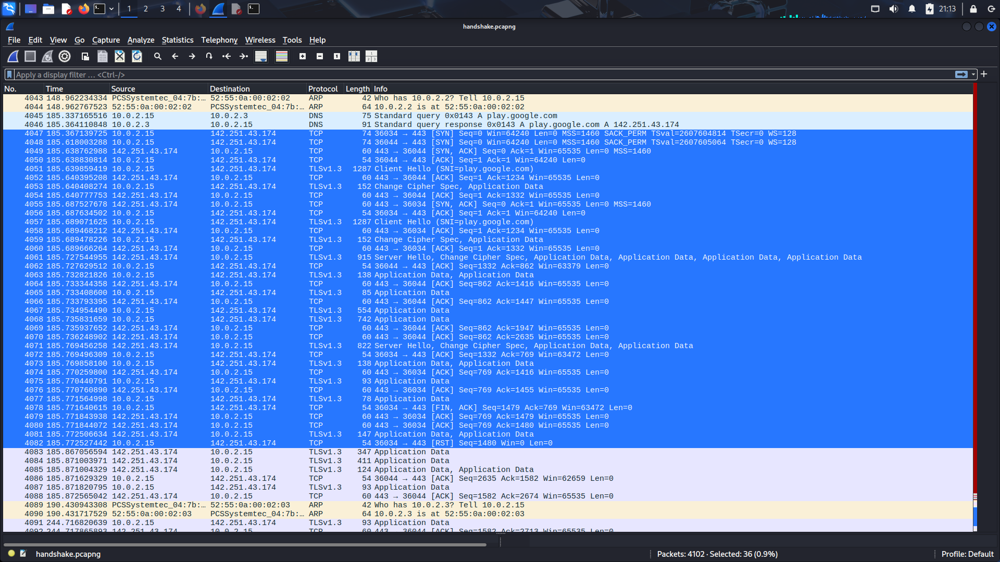 1 2 3 4 21:13
handshake.pcapng
File Edit View Go Capture Analyze Statistics Telephony Wireless Tools Help
Apply a display filter … <Ctrl-/>
No. Time Source Destination Protocol Length Info
4043 148.962234334 PCSSystemtec_04:7b:… 52:55:0a:00:02:02 ARP 42 Who has 10.0.2.2? Tell 10.0.2.15
4044 148.962767523 52:55:0a:00:02:02 PCSSystemtec_04:7b:… ARP 64 10.0.2.2 is at 52:55:0a:00:02:02
4045 185.337165516 10.0.2.15 10.0.2.3 DNS 75 Standard query 0x0143 A play.google.com
4046 185.364110848 10.0.2.3 10.0.2.15 DNS 91 Standard query response 0x0143 A play.google.com A 142.251.43.174
4047 185.367139725 10.0.2.15 142.251.43.174 TCP 74 36034 → 443 [SYN] Seq=0 Win=64240 Len=0 MSS=1460 SACK_PERM TSval=2607604814 TSecr=0 WS=128
4048 185.618003288 10.0.2.15 142.251.43.174 TCP 74 36044 → 443 [SYN] Seq=0 Win=64240 Len=0 MSS=1460 SACK_PERM TSval=2607605064 TSecr=0 WS=128
4049 185.638762988 142.251.43.174 10.0.2.15 TCP 60 443 → 36044 [SYN, ACK] Seq=0 Ack=1 Win=65535 Len=0 MSS=1460
4050 185.638830814 10.0.2.15 142.251.43.174 TCP 54 36044 → 443 [ACK] Seq=1 Ack=1 Win=64240 Len=0
4051 185.639859419 10.0.2.15 142.251.43.174 TLSv1.3 1287 Client Hello (SNI=play.google.com)
4052 185.640395208 142.251.43.174 10.0.2.15 TCP 60 443 → 36044 [ACK] Seq=1 Ack=1234 Win=65535 Len=0
4053 185.640408274 10.0.2.15 142.251.43.174 TLSv1.3 152 Change Cipher Spec, Application Data
4054 185.640777753 142.251.43.174 10.0.2.15 TCP 60 443 → 36044 [ACK] Seq=1 Ack=1332 Win=65535 Len=0
4055 185.687527678 142.251.43.174 10.0.2.15 TCP 60 443 → 36034 [SYN, ACK] Seq=0 Ack=1 Win=65535 Len=0 MSS=1460
4056 185.687634502 10.0.2.15 142.251.43.174 TCP 54 36034 → 443 [ACK] Seq=1 Ack=1 Win=64240 Len=0
4057 185.689071625 10.0.2.15 142.251.43.174 TLSv1.3 1287 Client Hello (SNI=play.google.com)
4058 185.689468212 142.251.43.174 10.0.2.15 TCP 60 443 → 36034 [ACK] Seq=1 Ack=1234 Win=65535 Len=0
4059 185.689478226 10.0.2.15 142.251.43.174 TLSv1.3 152 Change Cipher Spec, Application Data
4060 185.689666264 142.251.43.174 10.0.2.15 TCP 60 443 → 36034 [ACK] Seq=1 Ack=1332 Win=65535 Len=0
4061 185.727544955 142.251.43.174 10.0.2.15 TLSv1.3 915 Server Hello, Change Cipher Spec, Application Data, Application Data, Application Data, Application Data
4062 185.727629512 10.0.2.15 142.251.43.174 TCP 54 36044 → 443 [ACK] Seq=1332 Ack=862 Win=63379 Len=0
4063 185.732821826 10.0.2.15 142.251.43.174 TLSv1.3 138 Application Data, Application Data
4064 185.733344358 142.251.43.174 10.0.2.15 TCP 60 443 → 36044 [ACK] Seq=862 Ack=1416 Win=65535 Len=0
4065 185.733408600 10.0.2.15 142.251.43.174 TLSv1.3 85 Application Data
4066 185.733793395 142.251.43.174 10.0.2.15 TCP 60 443 → 36044 [ACK] Seq=862 Ack=1447 Win=65535 Len=0
4067 185.734954490 10.0.2.15 142.251.43.174 TLSv1.3 554 Application Data
4068 185.735831659 10.0.2.15 142.251.43.174 TLSv1.3 742 Application Data
4069 185.735937652 142.251.43.174 10.0.2.15 TCP 60 443 → 36044 [ACK] Seq=862 Ack=1947 Win=65535 Len=0
4070 185.736248902 142.251.43.174 10.0.2.15 TCP 60 443 → 36044 [ACK] Seq=862 Ack=2635 Win=65535 Len=0
4071 185.769456258 142.251.43.174 10.0.2.15 TLSv1.3 822 Server Hello, Change Cipher Spec, Application Data, Application Data
4072 185.769496309 10.0.2.15 142.251.43.174 TCP 54 36034 → 443 [ACK] Seq=1332 Ack=769 Win=63472 Len=0
4073 185.769858100 10.0.2.15 142.251.43.174 TLSv1.3 138 Application Data, Application Data
4074 185.770259800 142.251.43.174 10.0.2.15 TCP 60 443 → 36034 [ACK] Seq=769 Ack=1416 Win=65535 Len=0
4075 185.770440791 10.0.2.15 142.251.43.174 TLSv1.3 93 Application Data
4076 185.770760890 142.251.43.174 10.0.2.15 TCP 60 443 → 36034 [ACK] Seq=769 Ack=1455 Win=65535 Len=0
4077 185.771564998 10.0.2.15 142.251.43.174 TLSv1.3 78 Application Data
4078 185.771640615 10.0.2.15 142.251.43.174 TCP 54 36034 → 443 [FIN, ACK] Seq=1479 Ack=769 Win=63472 Len=0
4079 185.771843938 142.251.43.174 10.0.2.15 TCP 60 443 → 36034 [ACK] Seq=769 Ack=1479 Win=65535 Len=0
4080 185.771844072 142.251.43.174 10.0.2.15 TCP 60 443 → 36034 [ACK] Seq=769 Ack=1480 Win=65535 Len=0
4081 185.772506634 142.251.43.174 10.0.2.15 TLSv1.3 147 Application Data, Application Data
4082 185.772527442 10.0.2.15 142.251.43.174 TCP 54 36034 → 443 [RST] Seq=1480 Win=0 Len=0
4083 185.867056594 142.251.43.174 10.0.2.15 TLSv1.3 347 Application Data
4084 185.871003971 142.251.43.174 10.0.2.15 TLSv1.3 411 Application Data
4085 185.871004329 142.251.43.174 10.0.2.15 TLSv1.3 124 Application Data, Application Data
4086 185.871629329 10.0.2.15 142.251.43.174 TCP 54 36044 → 443 [ACK] Seq=2635 Ack=1582 Win=62659 Len=0
4087 185.871820795 10.0.2.15 142.251.43.174 TLSv1.3 93 Application Data
4088 185.872565042 142.251.43.174 10.0.2.15 TCP 60 443 → 36044 [ACK] Seq=1582 Ack=2674 Win=65535 Len=0
4089 190.430943308 PCSSystemtec_04:7b:… 52:55:0a:00:02:03 ARP 42 Who has 10.0.2.3? Tell 10.0.2.15
4090 190.431717529 52:55:0a:00:02:03 PCSSystemtec_04:7b:… ARP 64 10.0.2.3 is at 52:55:0a:00:02:03
4091 244.716820639 10.0.2.15 142.251.43.174 TLSv1.3 93 Application Data
4092 244.717865893 142.251.43.174 10.0.2.15 TCP 60 443 → 36044 [ACK] Seq=1582 Ack=2713 Win=65535 Len=0
handshake.pcapng Packets: 4102 · Selected: 36 (0.9%) Profile: Default